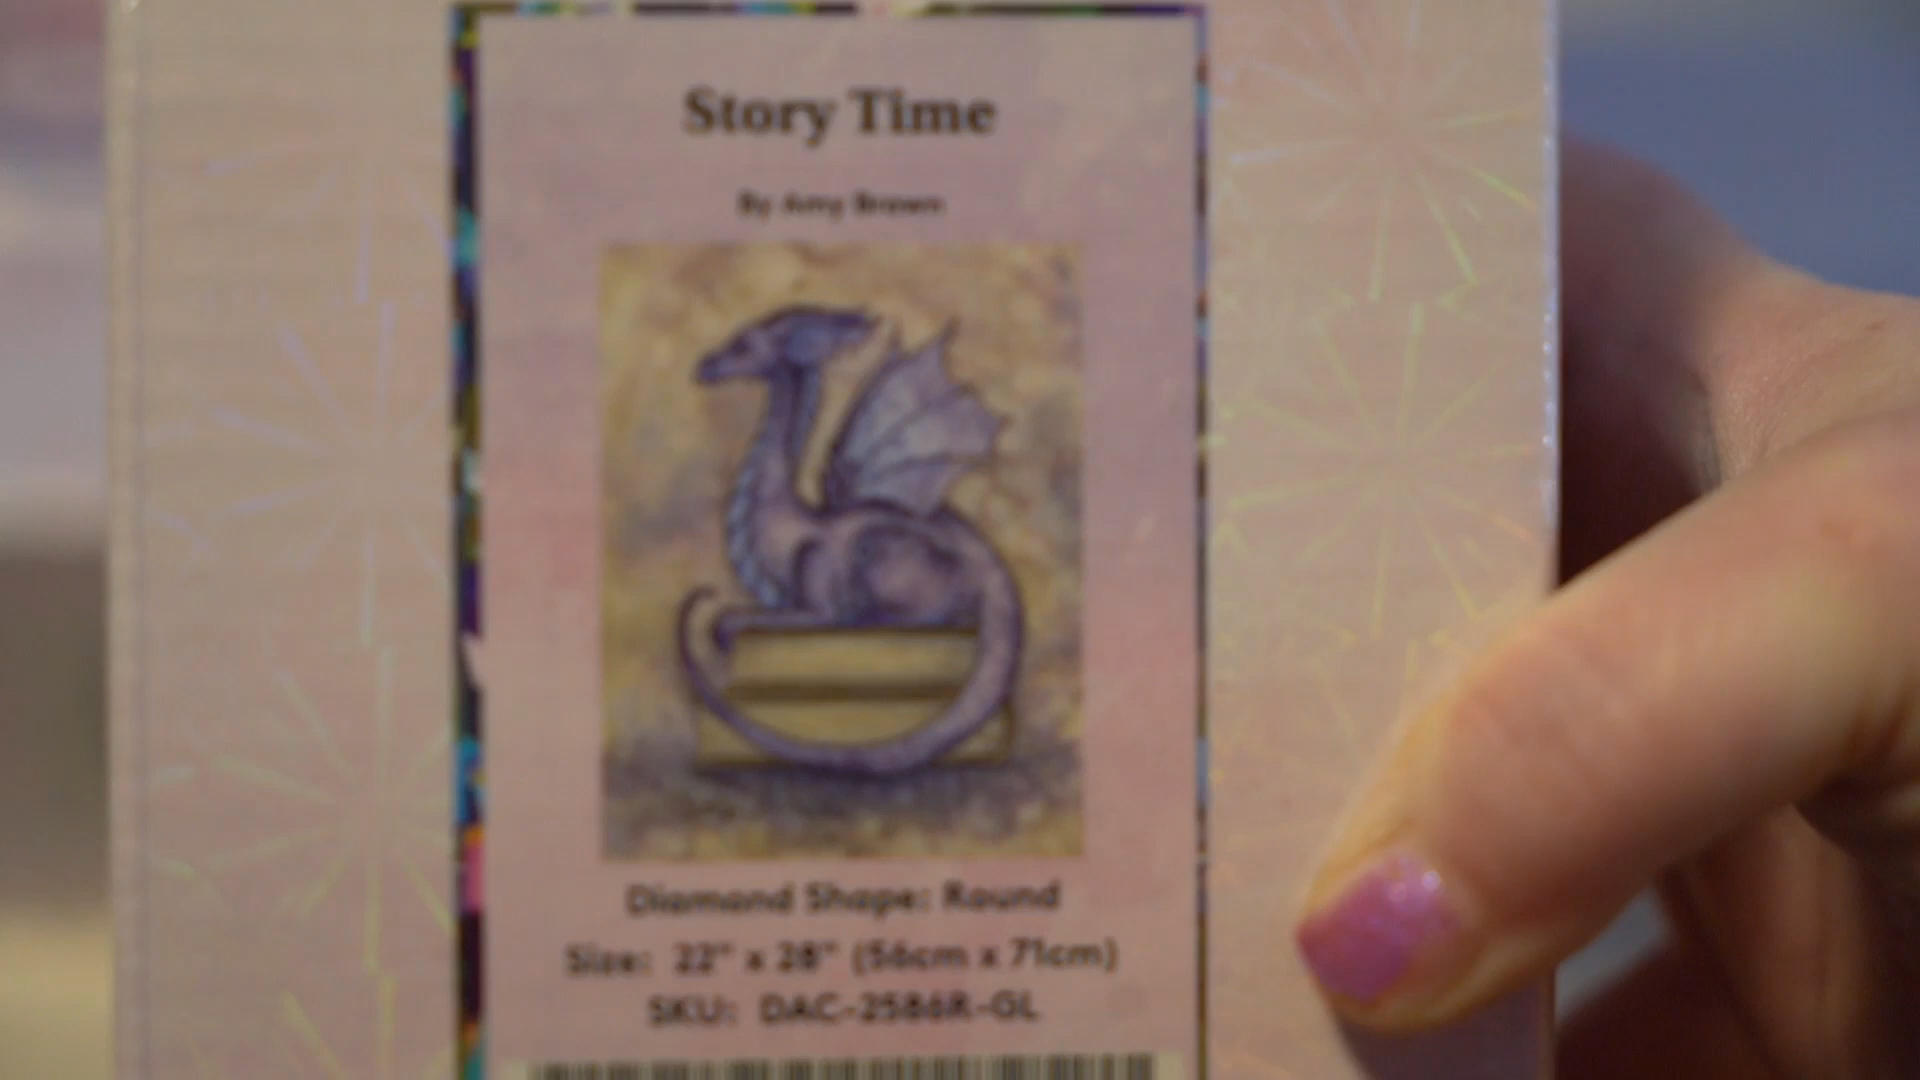 Story Time
By Amy Brown
Diamond Shape: Round
Size: 22" x 28" (56cm x 71cm)
SKU: DAC-2586R-GL